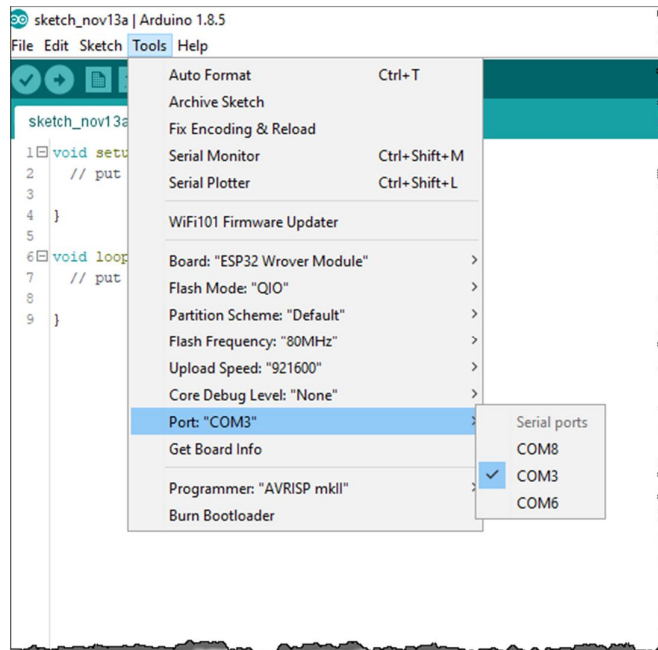 sketch_nov13a | Arduino 1.8.5
File Edit Sketch Tools Help
sketch_nov13a
Auto Format Ctrl+T
Archive Sketch
Fix Encoding & Reload
Serial Monitor Ctrl+Shift+M
Serial Plotter Ctrl+Shift+L
WiFi101 Firmware Updater
Board: "ESP32 Wrover Module"
Flash Mode: "QIO"
Partition Scheme: "Default"
Flash Frequency: "80MHz"
Upload Speed: "921600"
Core Debug Level: "None"
Port: "COM3"
Get Board Info
Programmer: "AVRISP mkII"
Burn Bootloader
Serial ports
COM8
COM3
COM6
1 void setu
2 // put
3
4 }
5
6 void loop
7 // put
8
9 }